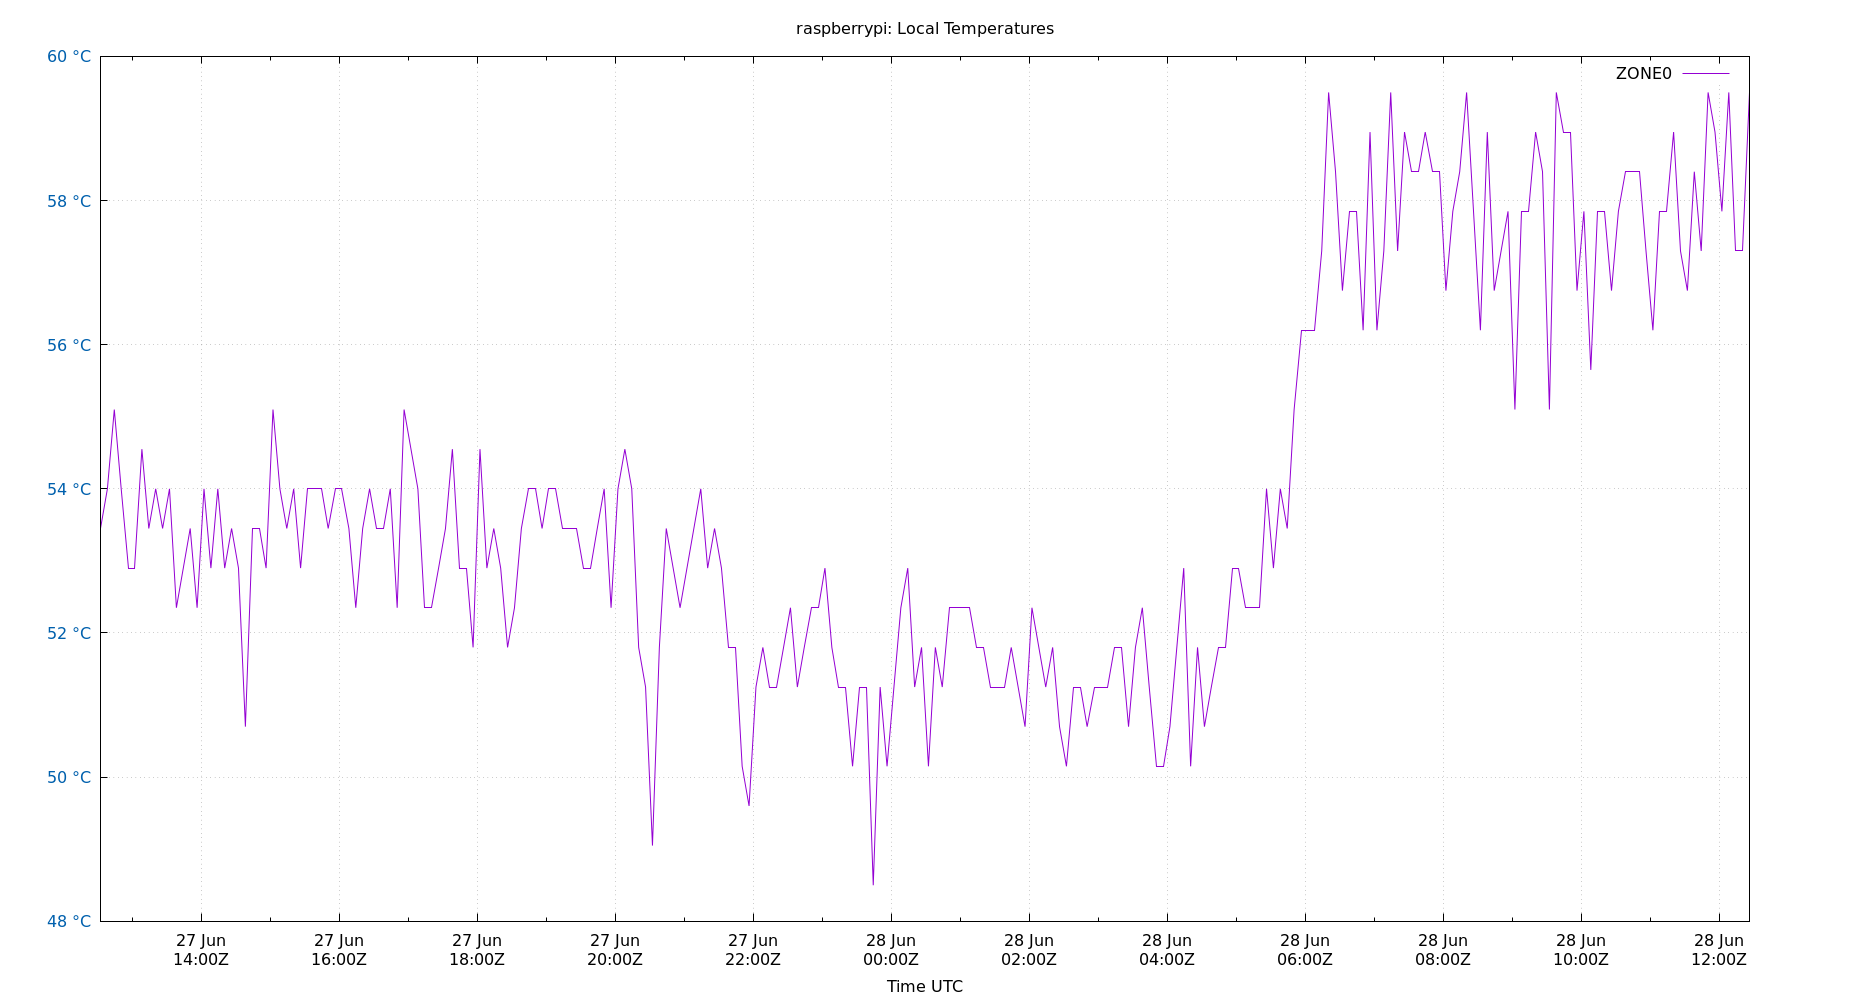 raspberrypi: Local Temperatures
60 °C
ZONE0
58 °C
56 °C
54 °C
52 °C
50 °C
48 °C
27 Jun 27 Jun 27 Jun 27 Jun 27 Jun 28 Jun 28 Jun 28 Jun 28 Jun 28 Jun 28 Jun 28 Jun
14:00Z 16:00Z 18:00Z 20:00Z 22:00Z 00:00Z 02:00Z 04:00Z 06:00Z 08:00Z 10:00Z 12:00Z
Time UTC